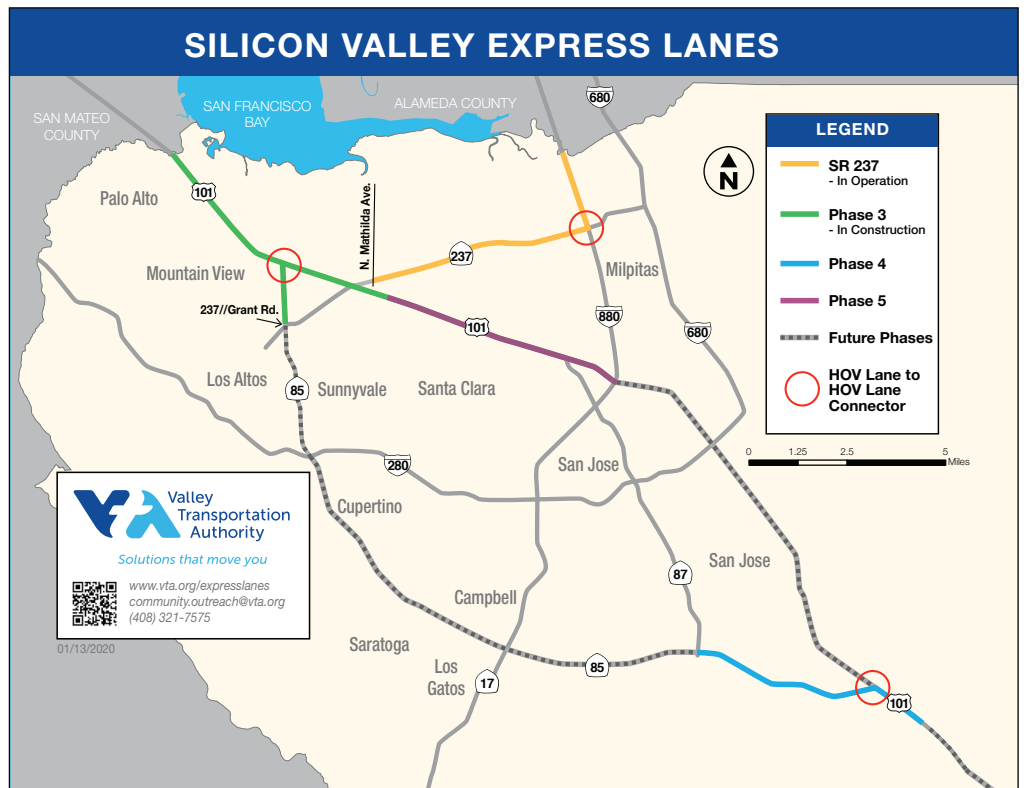 SILICON VALLEY EXPRESS LANES
SAN MATEO
COUNTY
SAN FRANCISCO
BAY
ALAMEDA COUNTY
680
LEGEND
SR 237
- In Operation
Phase 3
- In Construction
Phase 4
Phase 5
Future Phases
HOV Lane to
HOV Lane
Connector
N
Palo Alto
101
N. Mathilda Ave.
237
Mountain View
Milpitas
237//Grant Rd.
101
880
680
Los Altos
85
Sunnyvale
Santa Clara
0 1.25 2.5 5
Miles
280
San Jose
Cupertino
VTA
Valley
Transportation
Authority
Solutions that move you
www.vta.org/expresslanes
community.outreach@vta.org
(408) 321-7575
01/13/2020
San Jose
87
Campbell
Saratoga
Los
Gatos
85
17
101